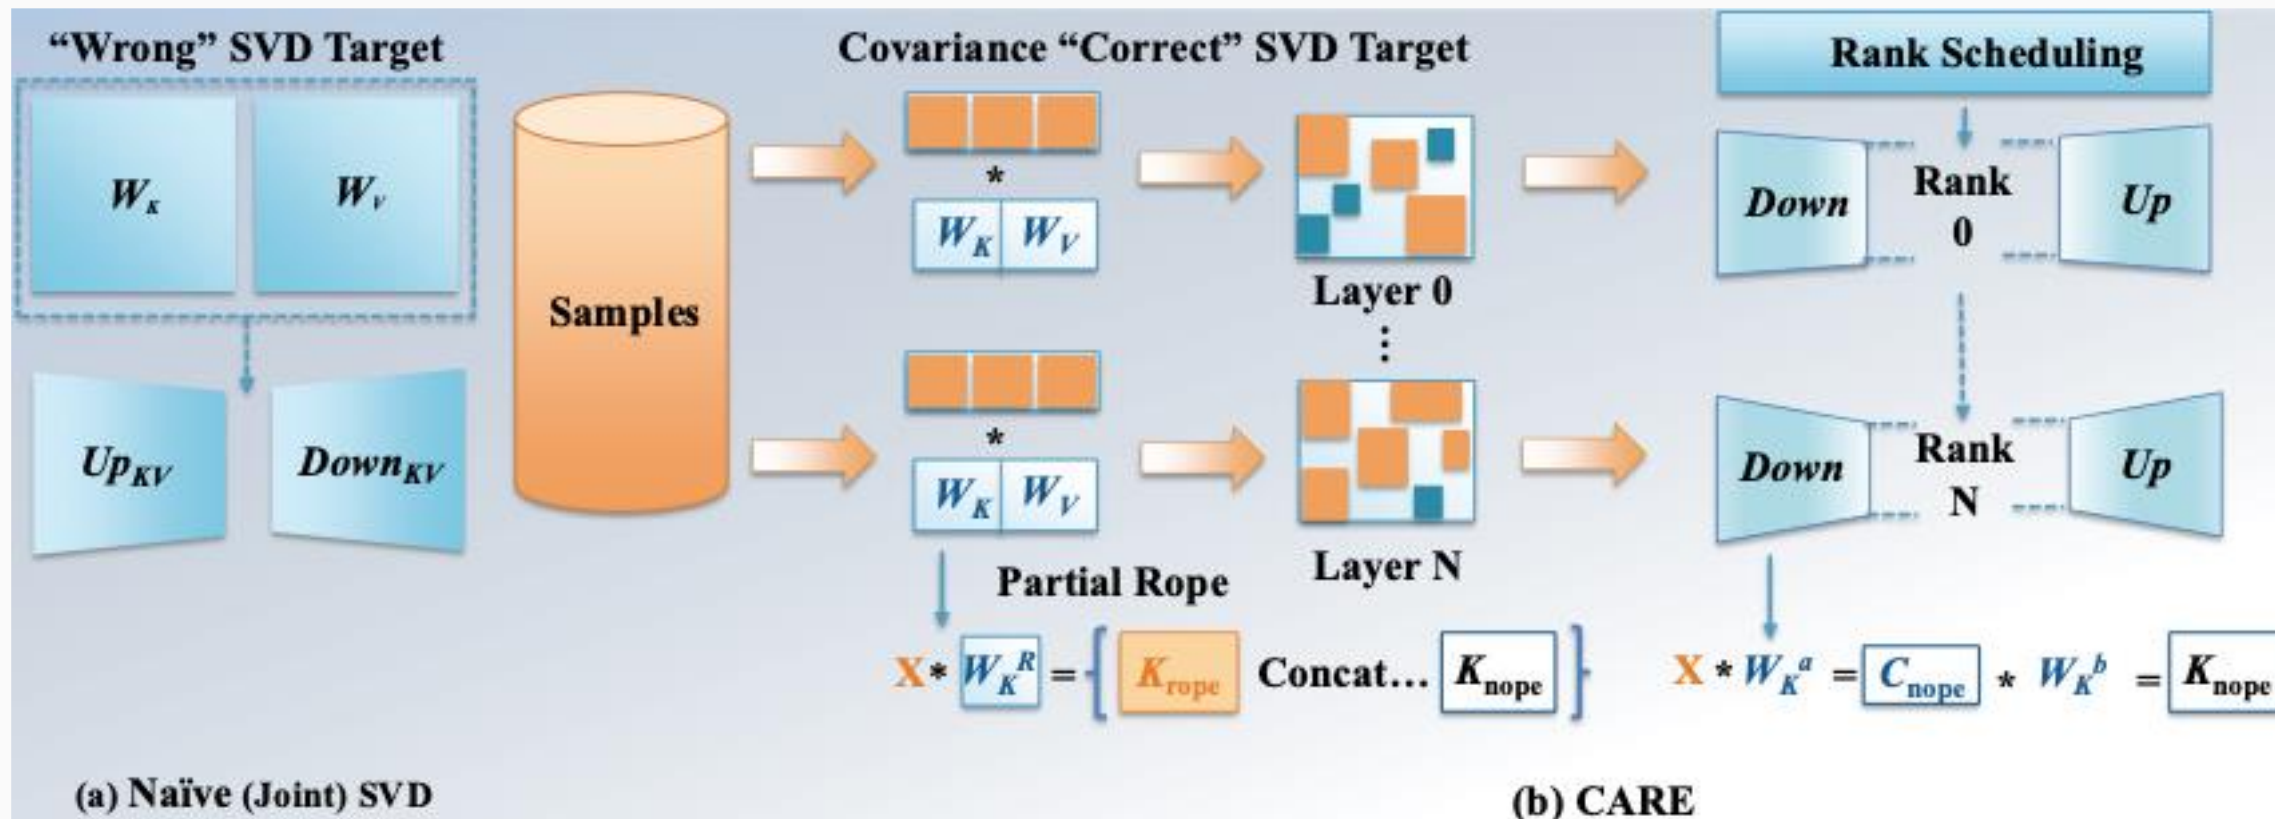 “Wrong” SVD Target
W_K
W_V
Up_KV
Down_KV
(a) Naïve (Joint) SVD
Samples
Covariance “Correct” SVD Target
*
W_K W_V
Layer 0
⋮
*
W_K W_V
Layer N
Partial Rope
X * W_K^R = { K_rope Concat... K_nope }
Rank Scheduling
Down
Rank
0
Up
Down
Rank
N
Up
X * W_K^a = C_nope * W_K^b = K_nope
(b) CARE